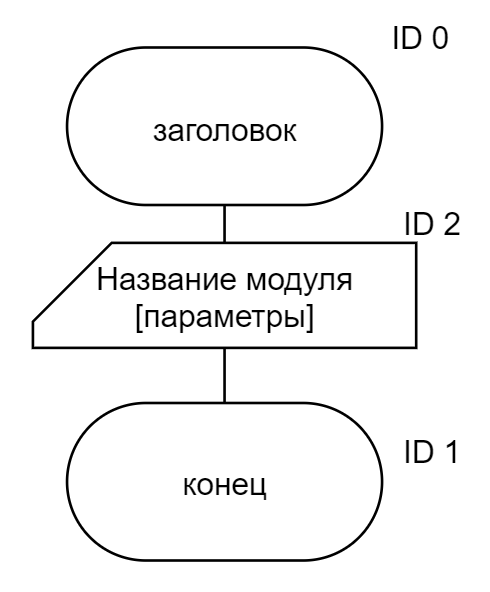 ID 0
заголовок
ID 2
Название модуля
[параметры]
ID 1
конец